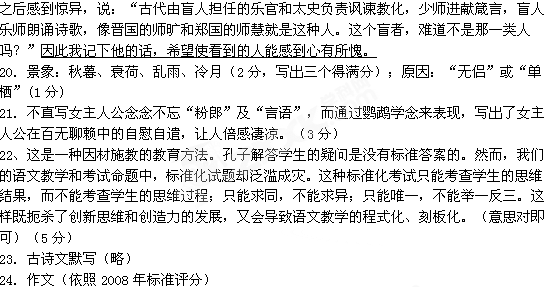 之后感到惊异，说：“古代由盲人担任的乐官和太史负责讽谏教化，少师进献箴言，盲人
乐师朗诵诗歌，像晋国的师旷和郑国的师慧就是这种人。这个盲者，难道不是那一类人
吗？”因此我记下他的话，希望使看到的人能感到心有所愧。
20．景象：秋暮、衰荷、乱雨、泠月(2分，写出三个得满分)；原因：“无侣”或“单
栖”(1分)
21．不直写女主人公念念不忘“粉郎”及“言语”，而通过鹦鹉学念来表现，写出了女主
人公在百无聊赖中的自慰自遣，让人倍感凄凉。（3分）
22、这是一种因材施教的教育方法。孔子解答学生的疑问是没有标准答案的。然而，我们
的语文教学和考试命题中，标准化试题却泛滥成灾。这种标准化考试只能考查学生的思维
结果，而不能考查学生的思维过程；只能求同，不能求异；只能唯一，不能举一反三。这
样既扼杀了创新思维和创造力的发展，又会导致语文教学的程式化、刻板化。（意思对即
可）（5分）
23．古诗文默写（略）
24．作文（依照2008年标准评分）